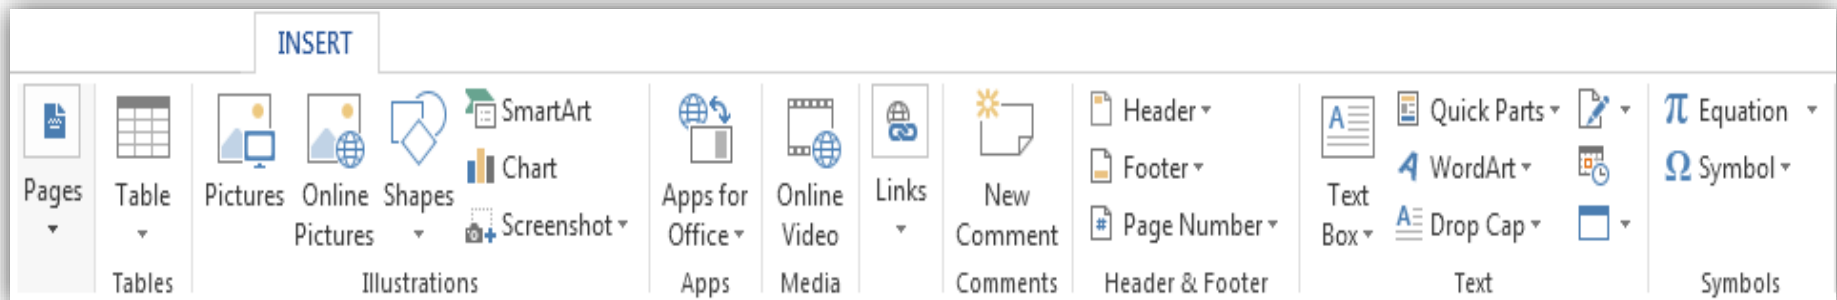 INSERT
Pages
Table
Tables
Pictures
Online
Pictures
Shapes
SmartArt
Chart
Screenshot
Illustrations
Apps for
Office
Apps
Online
Video
Media
Links
New
Comment
Comments
Header
Footer
Page Number
Header & Footer
Text
Box
Quick Parts
WordArt
Drop Cap
Text
Equation
Symbol
Symbols